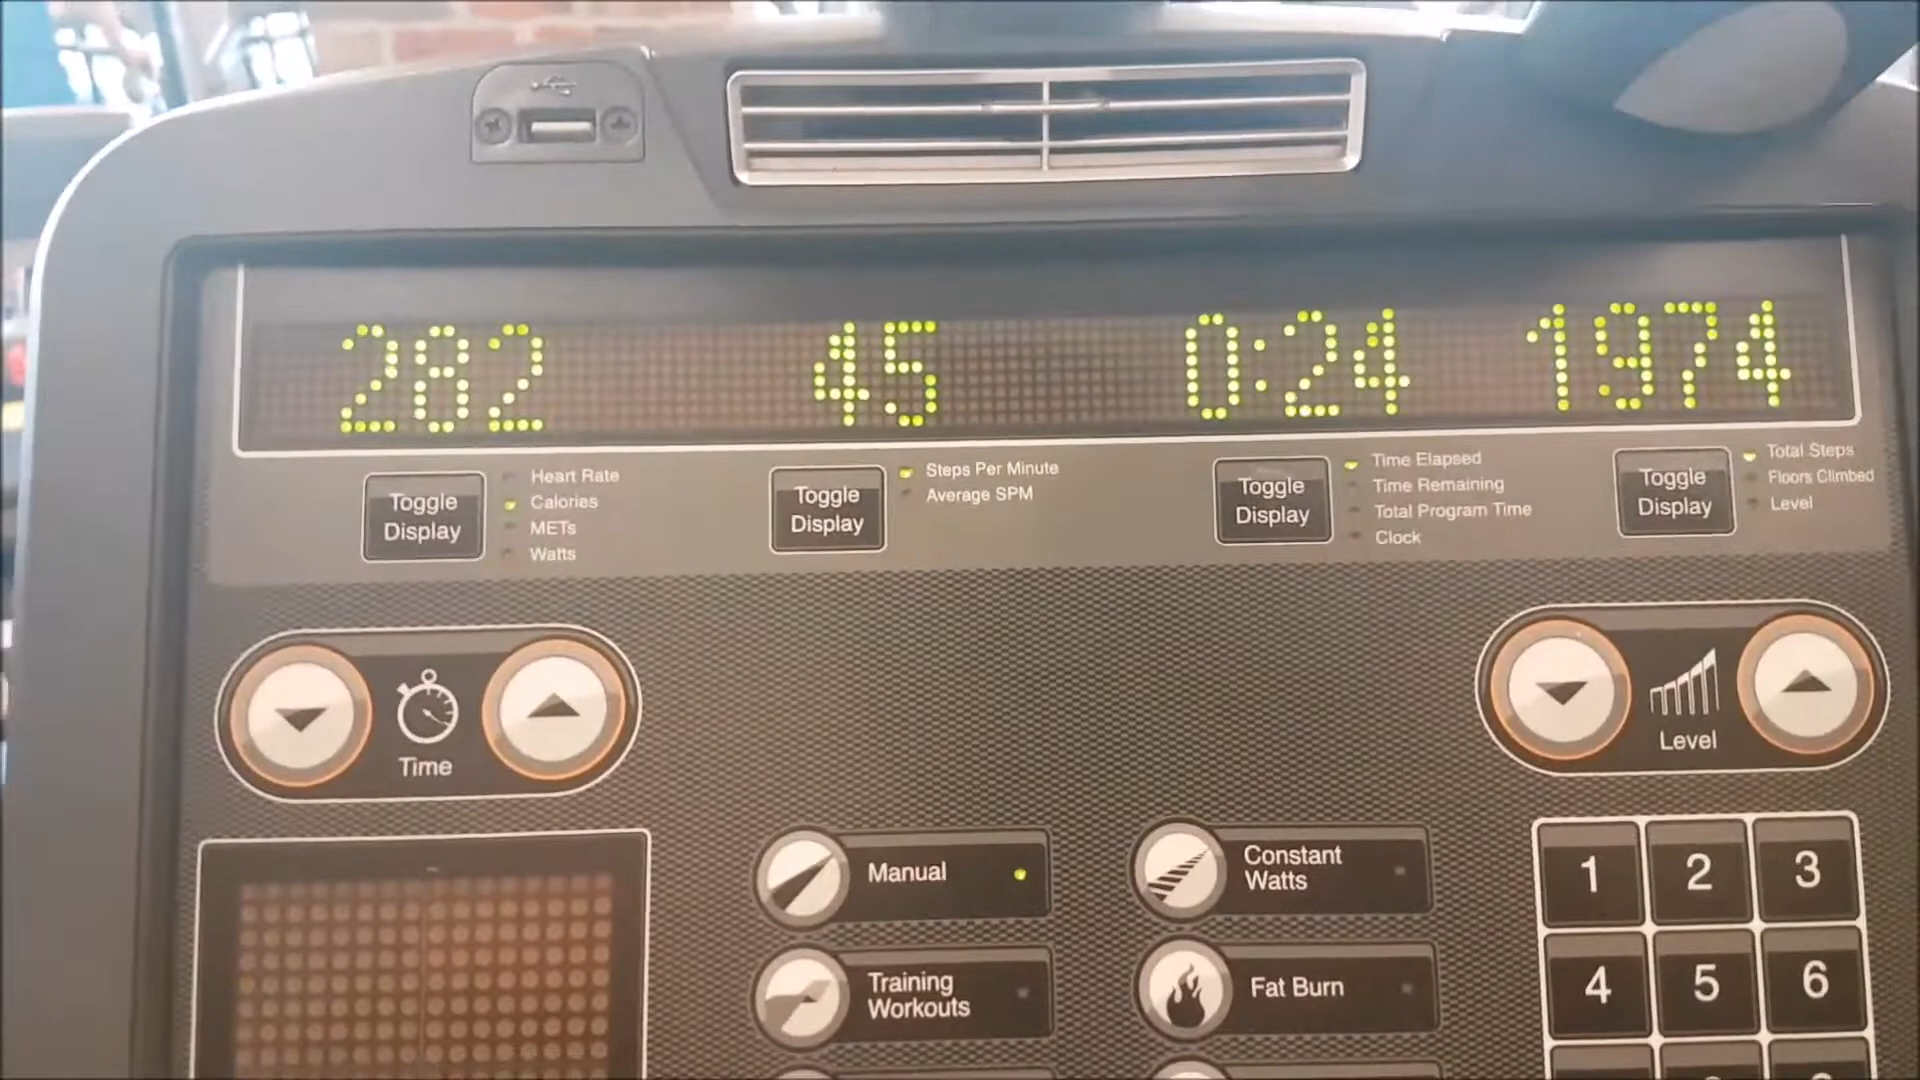 282 45 0:24 1974
Toggle
Display
Heart Rate
Calories
METs
Watts
Toggle
Display
Steps Per Minute
Average SPM
Toggle
Display
Time Elapsed
Time Remaining
Total Program Time
Clock
Toggle
Display
Total Steps
Floors Climbed
Level
Time
Level
Manual
Constant
Watts
Training
Workouts
Fat Burn
1 2 3
4 5 6